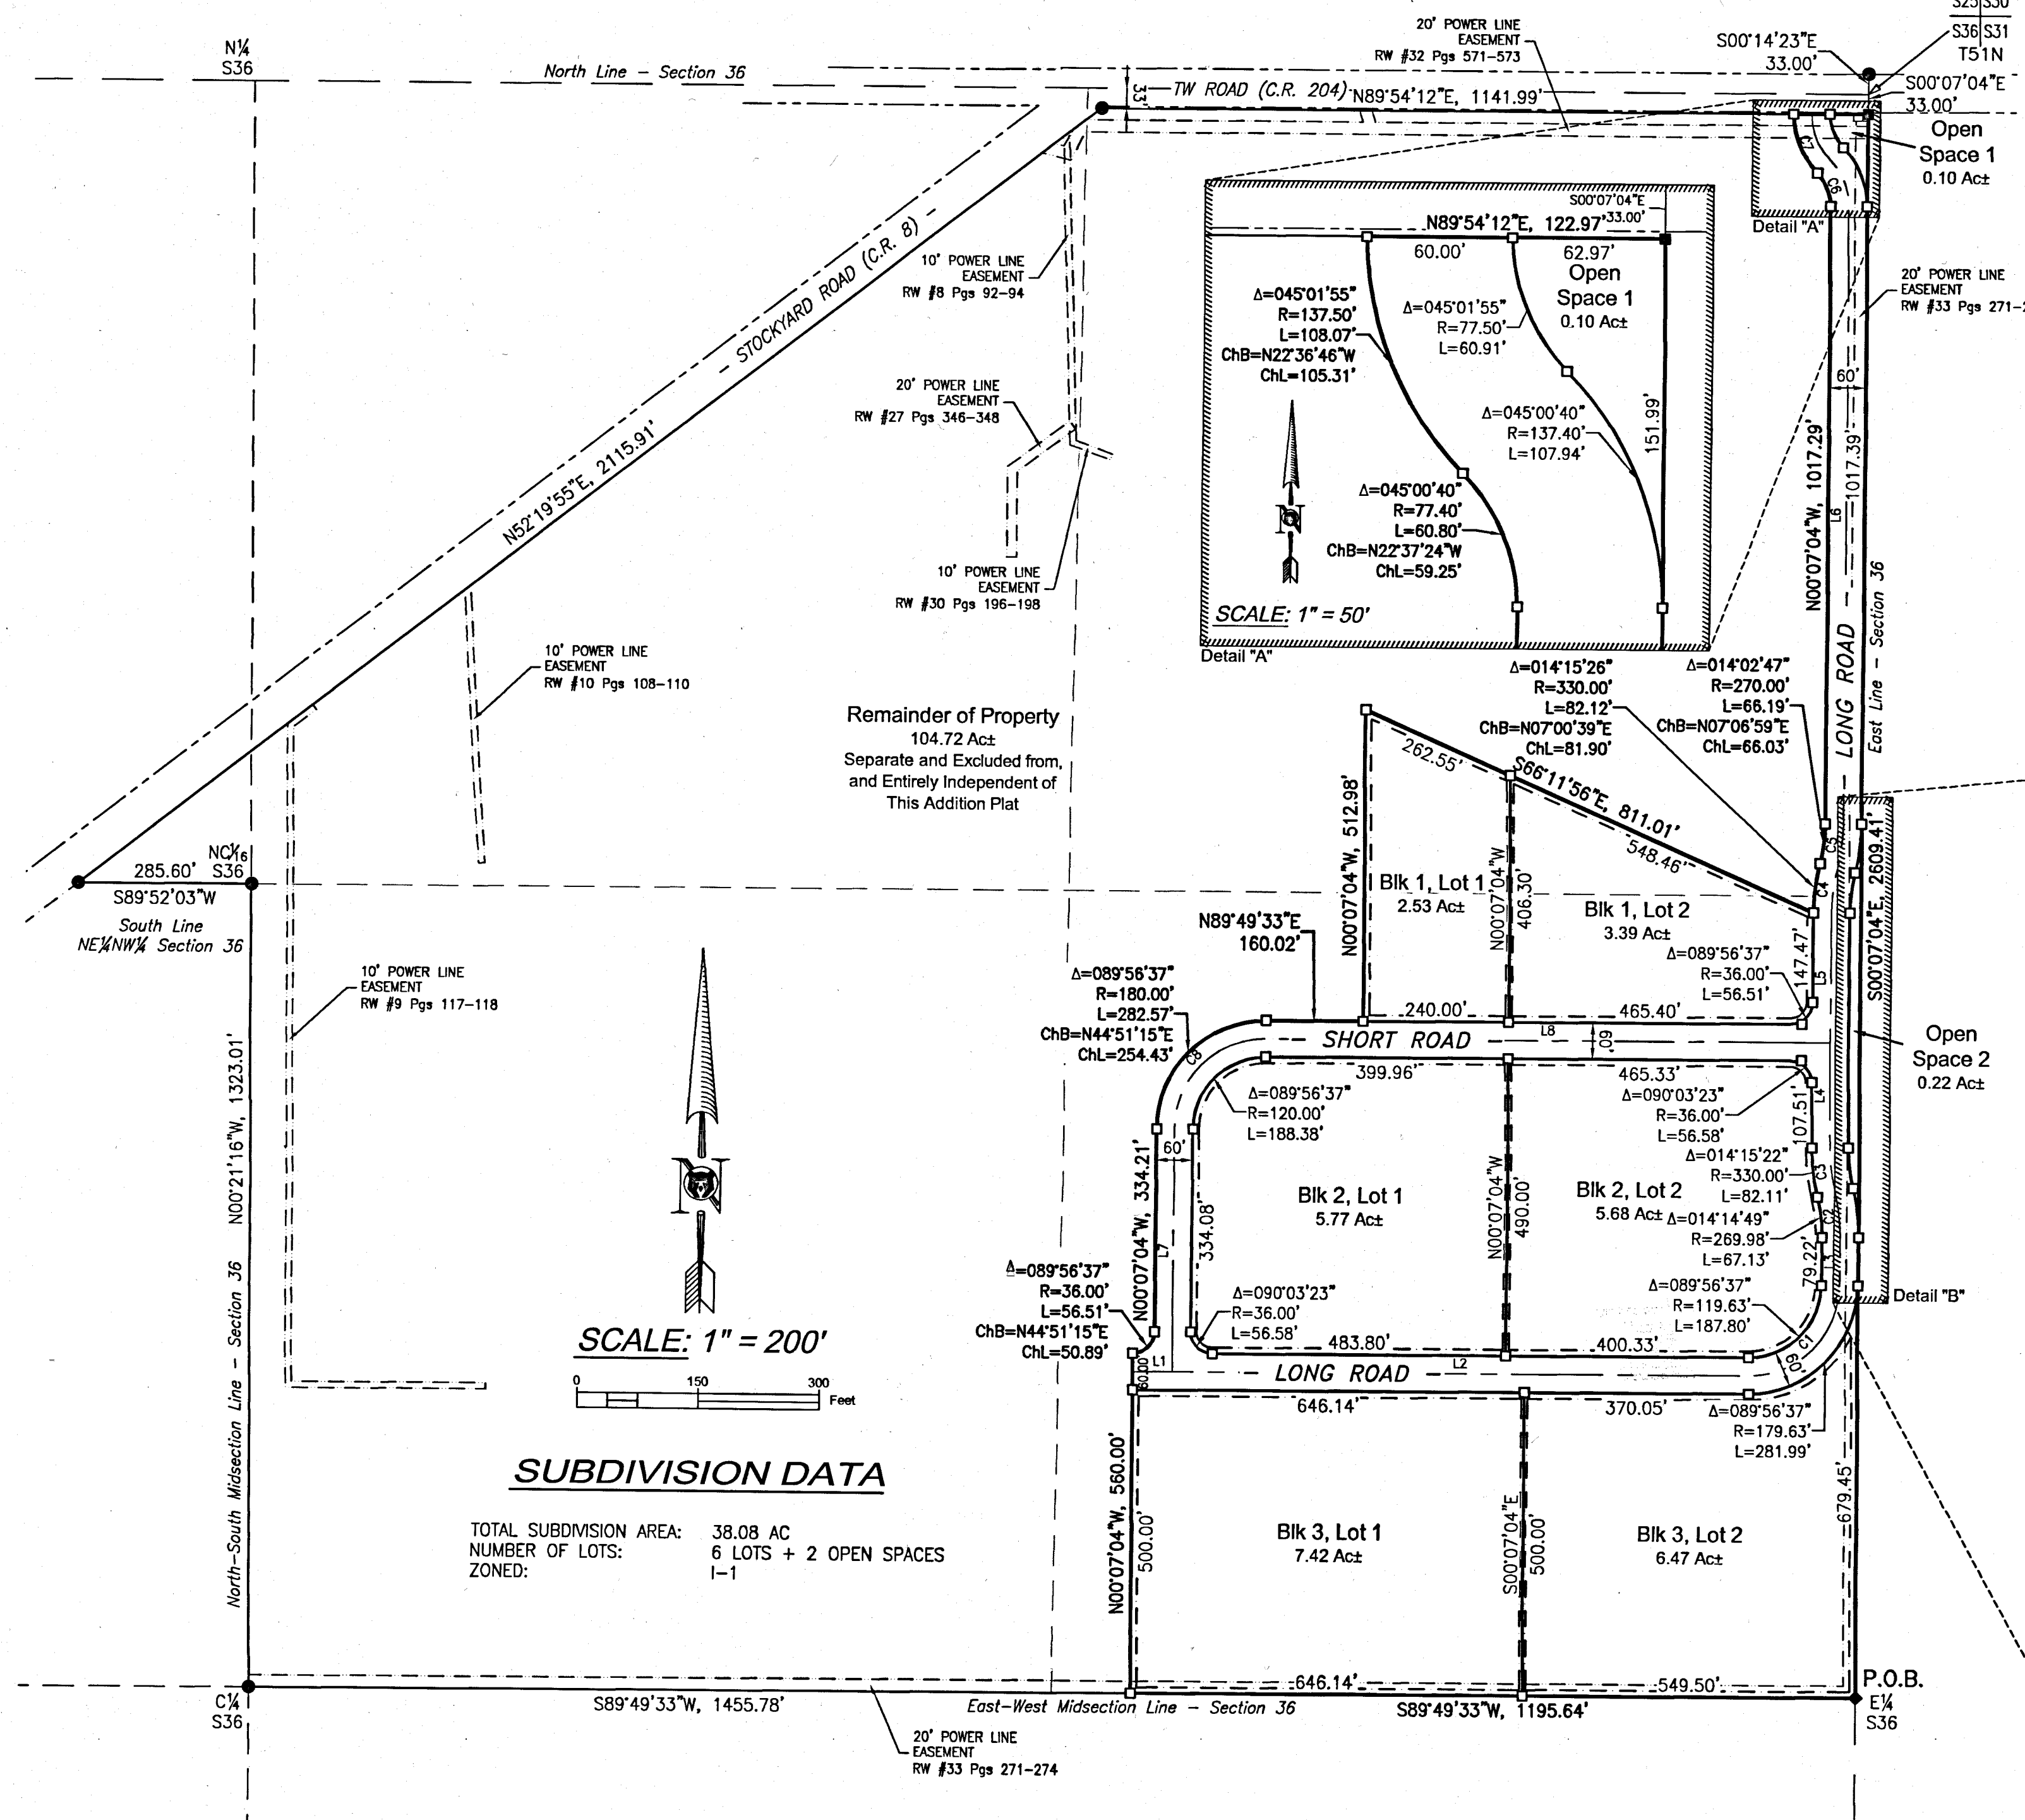 S25|S30
S36|S31
T51N
S00°14'23"E
33.00'
S00°07'04"E
33.00'
N¼
S36
North Line - Section 36
20' POWER LINE
EASEMENT
RW #32 Pgs 571-573
33'
TW ROAD (C.R. 204)
N89°54'12"E, 1141.99'
Open
Space 1
0.10 Ac±
C7
C6
Detail "A"
20' POWER LINE
EASEMENT
RW #33 Pgs 271-
S00°07'04"E
33.00'
N89°54'12"E, 122.97'
60.00'
62.97'
Open
Space 1
0.10 Ac±
Δ=045°01'55"
R=137.50'
L=108.07'
ChB=N22°36'46"W
ChL=105.31'
Δ=045°01'55"
R=77.50'
L=60.91'
Δ=045°00'40"
R=137.40'
L=107.94'
151.99'
Δ=045°00'40"
R=77.40'
L=60.80'
ChB=N22°37'24"W
ChL=59.25'
N
SCALE: 1" = 50'
Detail "A"
- STOCKYARD ROAD (C.R. 8) -
N52°19'55"E, 2115.91'
10' POWER LINE
EASEMENT
RW #8 Pgs 92-94
20' POWER LINE
EASEMENT
RW #27 Pgs 346-348
10' POWER LINE
EASEMENT
RW #30 Pgs 196-198
10' POWER LINE
EASEMENT
RW #10 Pgs 108-110
60'
N00°07'04"W, 1017.29'
L6
1017.39'
LONG ROAD
East Line - Section 36
Remainder of Property
104.72 Ac±
Separate and Excluded from,
and Entirely Independent of
This Addition Plat
Δ=014°15'26"
R=330.00'
L=82.12'
ChB=N07°00'39"E
ChL=81.90'
Δ=014°02'47"
R=270.00'
L=66.19'
ChB=N07°06'59"E
ChL=66.03'
262.55'
S66°11'56"E, 811.01'
548.46'
N00°07'04"W, 512.98'
N00°07'04"W
406.30'
Blk 1, Lot 1
2.53 Ac±
Blk 1, Lot 2
3.39 Ac±
C5
C4
S00°07'04"E, 2609.41'
147.47'
L5
Δ=089°56'37"
R=36.00'
L=56.51'
NC1/16
S36
285.60'
S89°52'03"W
South Line
NE¼NW¼ Section 36
10' POWER LINE
EASEMENT
RW #9 Pgs 117-118
N89°49'33"E
160.02'
Δ=089°56'37"
R=180.00'
L=282.57'
ChB=N44°51'15"E
ChL=254.43'
C8
240.00'
465.40'
L8
SHORT ROAD
60'
399.96'
465.33'
Δ=089°56'37"
R=120.00'
L=188.38'
Δ=090°03'23"
R=36.00'
L=56.58'
107.51'
L4
Open
Space 2
0.22 Ac±
60'
N00°07'04"W, 334.21'
L7
334.08'
Blk 2, Lot 1
5.77 Ac±
N00°07'04"W
490.00'
Blk 2, Lot 2
5.68 Ac±
Δ=014°15'22"
R=330.00'
L=82.11'
C3
Δ=014°14'49"
R=269.98'
L=67.13'
C2
79.22'
L3
Δ=089°56'37"
R=119.63'
L=187.80'
C1
60'
Detail "B"
Δ=089°56'37"
R=36.00'
L=56.51'
ChB=N44°51'15"E
ChL=50.89'
Δ=090°03'23"
R=36.00'
L=56.58'
483.80'
400.33'
L1
L2
60.00'
LONG ROAD
646.14'
370.05'
Δ=089°56'37"
R=179.63'
L=281.99'
679.45'
N
SCALE: 1" = 200'
0 150 300
Feet
North-South Midsection Line - Section 36 N00°21'16"W, 1323.01'
SUBDIVISION DATA
TOTAL SUBDIVISION AREA: 38.08 AC
NUMBER OF LOTS: 6 LOTS + 2 OPEN SPACES
ZONED: I-1
N00°07'04"W, 560.00'
500.00'
Blk 3, Lot 1
7.42 Ac±
S00°07'04"E
500.00'
Blk 3, Lot 2
6.47 Ac±
646.14'
549.50'
P.O.B.
E¼
S36
C¼
S36
S89°49'33"W, 1455.78'
East-West Midsection Line - Section 36
S89°49'33"W, 1195.64'
20' POWER LINE
EASEMENT
RW #33 Pgs 271-274